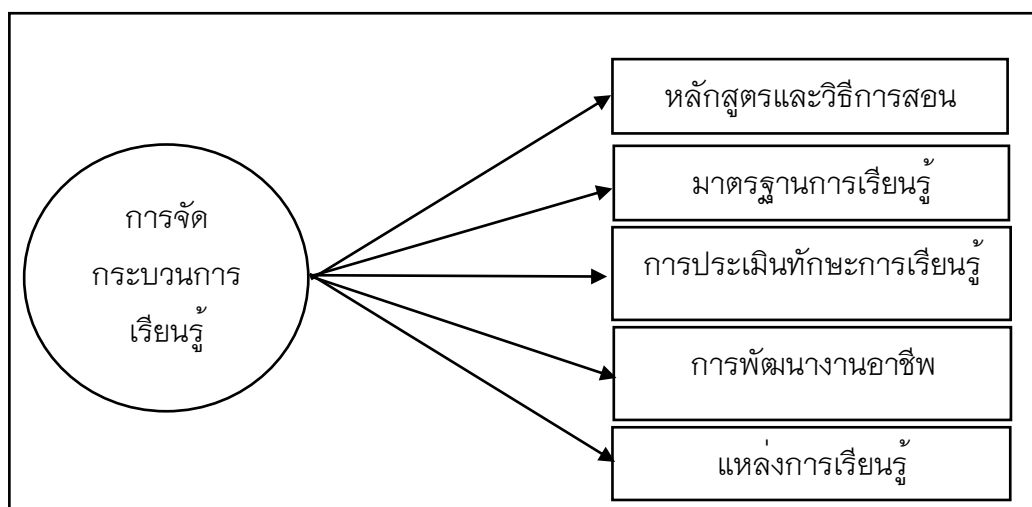 การจัด
กระบวนการ
เรียนรู้
หลักสูตรและวิธีการสอน
มาตรฐานการเรียนรู้
การประเมินทักษะการเรียนรู้
การพัฒนางานอาชีพ
แหล่งการเรียนรู้